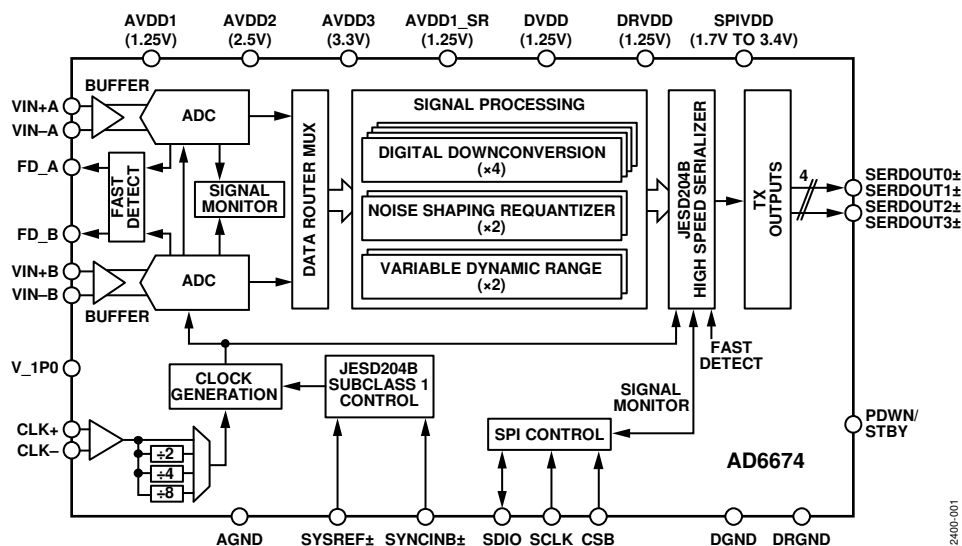 AVDD1
(1.25V)
AVDD2
(2.5V)
AVDD3
(3.3V)
AVDD1_SR
(1.25V)
DVDD
(1.25V)
DRVDD
(1.25V)
SPIVDD
(1.7V TO 3.4V)
BUFFER
VIN+A
VIN–A
ADC
FD_A
FAST
DETECT
SIGNAL
MONITOR
FD_B
VIN+B
VIN–B
ADC
BUFFER
DATA ROUTER MUX
SIGNAL PROCESSING
DIGITAL DOWNCONVERSION
(×4)
NOISE SHAPING REQUANTIZER
(×2)
VARIABLE DYNAMIC RANGE
(×2)
JESD204B
HIGH SPEED SERIALIZER
TX
OUTPUTS
4
SERDOUT0±
SERDOUT1±
SERDOUT2±
SERDOUT3±
FAST
DETECT
V_1P0
CLOCK
GENERATION
JESD204B
SUBCLASS 1
CONTROL
SIGNAL
MONITOR
CLK+
CLK–
÷2
÷4
÷8
SPI CONTROL
PDWN/
STBY
AD6674
AGND
SYSREF±
SYNCINB±
SDIO
SCLK
CSB
DGND
DRGND
2400-001